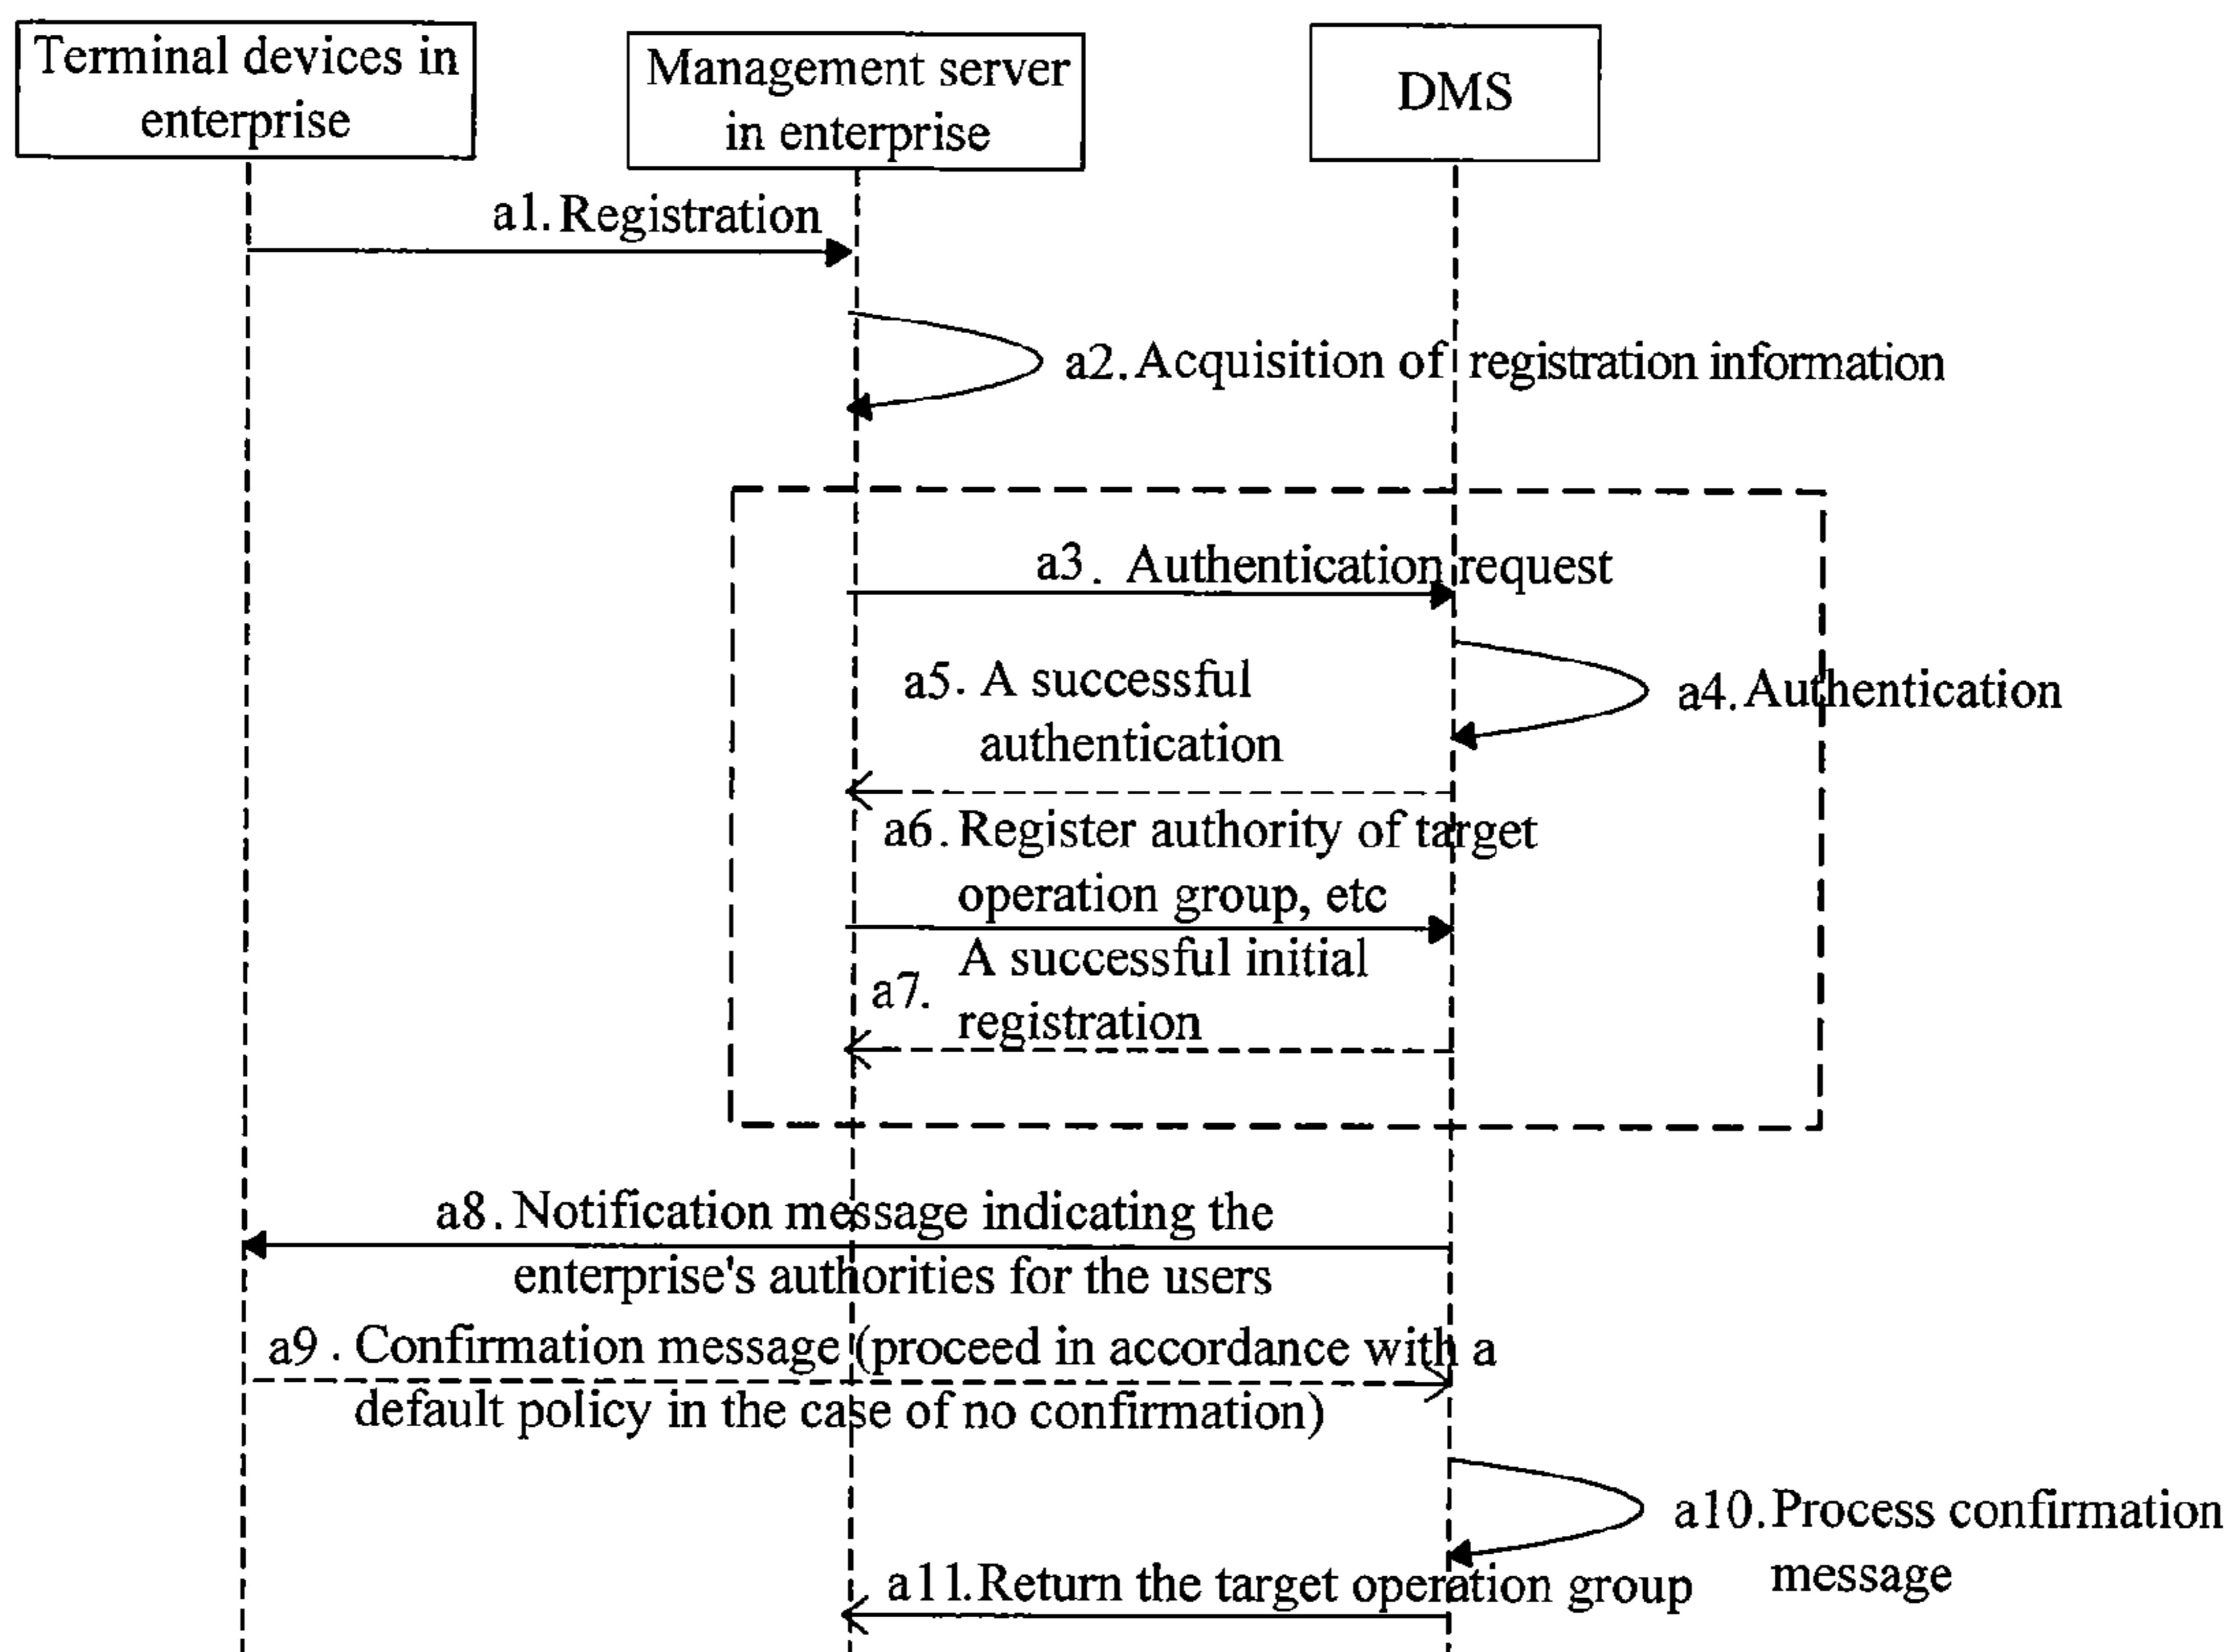 Terminal devices in
enterprise
Management server
in enterprise
DMS
a1. Registration
a2. Acquisition of registration information
a3. Authentication request
a4. Authentication
a5. A successful
authentication
a6. Register authority of target
operation group, etc
a7. A successful initial
registration
a8. Notification message indicating the
enterprise's authorities for the users
a9. Confirmation message (proceed in accordance with a
default policy in the case of no confirmation)
a10. Process confirmation
message
a11. Return the target operation group